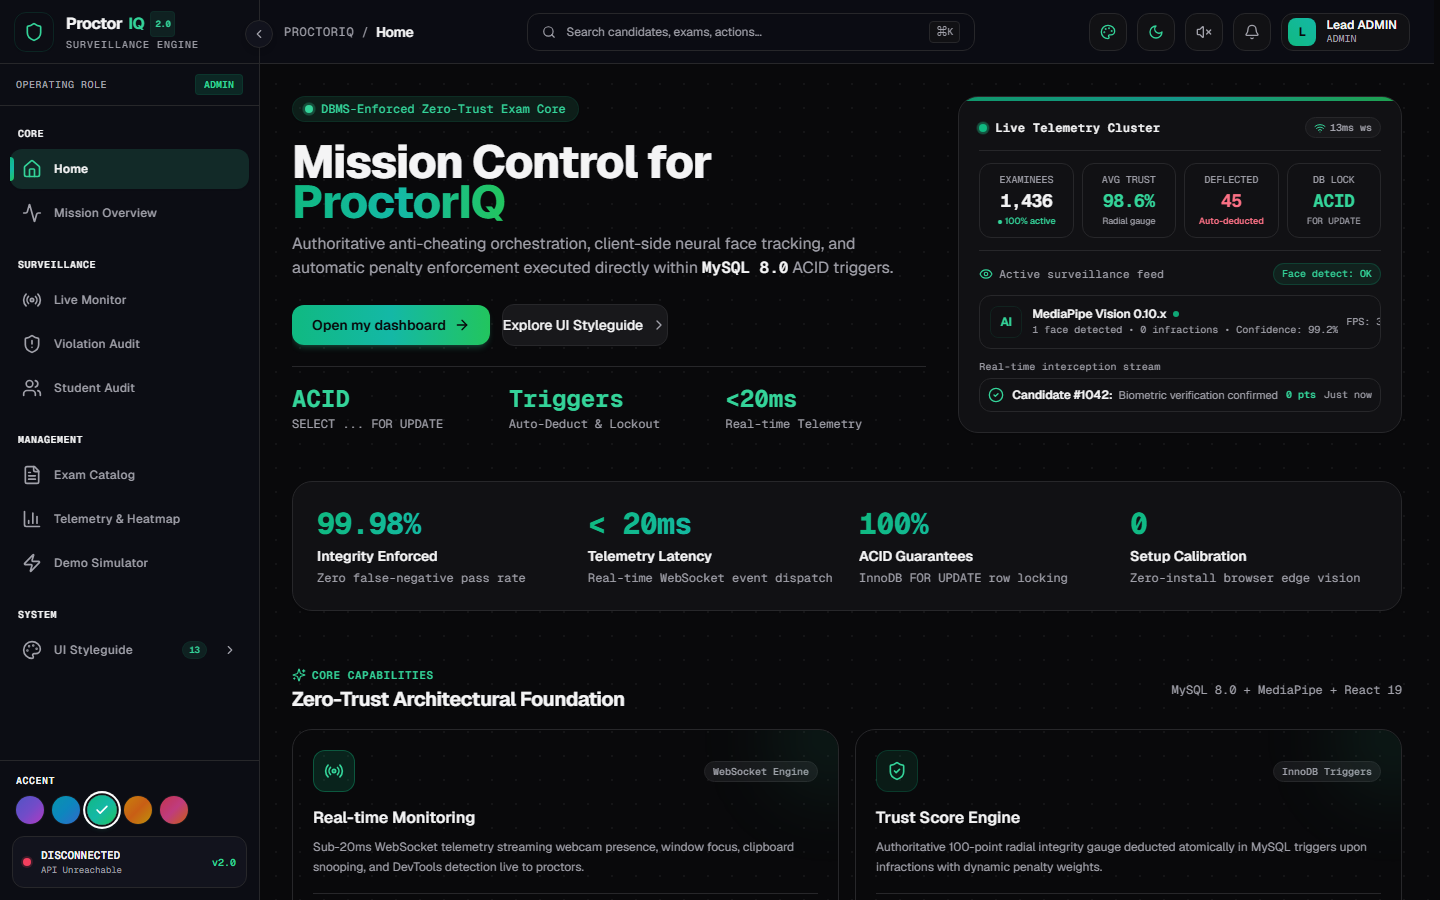 Proctor IQ 2.0
SURVEILLANCE ENGINE
PROCTORIQ / Home
Search candidates, exams, actions...
⌘K
L
Lead ADMIN
ADMIN
OPERATING ROLE
ADMIN
CORE
Home
Mission Overview
SURVEILLANCE
Live Monitor
Violation Audit
Student Audit
MANAGEMENT
Exam Catalog
Telemetry & Heatmap
Demo Simulator
SYSTEM
UI Styleguide
13
ACCENT
DISCONNECTED
API Unreachable
v2.0
DBMS-Enforced Zero-Trust Exam Core
Mission Control for
ProctorIQ
Authoritative anti-cheating orchestration, client-side neural face tracking, and
automatic penalty enforcement executed directly within MySQL 8.0 ACID triggers.
Open my dashboard →
Explore UI Styleguide
ACID
SELECT ... FOR UPDATE
Triggers
Auto-Deduct & Lockout
<20ms
Real-time Telemetry
Live Telemetry Cluster
13ms ws
EXAMINEES
1,436
• 100% active
AVG TRUST
98.6%
Radial gauge
DEFLECTED
45
Auto-deducted
DB LOCK
ACID
FOR UPDATE
Active surveillance feed
Face detect: OK
AI
MediaPipe Vision 0.10.x
1 face detected • 0 infractions • Confidence: 99.2%
FPS: 3
Real-time interception stream
Candidate #1042: Biometric verification confirmed 0 pts Just now
99.98%
Integrity Enforced
Zero false-negative pass rate
< 20ms
Telemetry Latency
Real-time WebSocket event dispatch
100%
ACID Guarantees
InnoDB FOR UPDATE row locking
0
Setup Calibration
Zero-install browser edge vision
CORE CAPABILITIES
Zero-Trust Architectural Foundation
MySQL 8.0 + MediaPipe + React 19
WebSocket Engine
Real-time Monitoring
Sub-20ms WebSocket telemetry streaming webcam presence, window focus, clipboard
snooping, and DevTools detection live to proctors.
InnoDB Triggers
Trust Score Engine
Authoritative 100-point radial integrity gauge deducted atomically in MySQL triggers upon
infractions with dynamic penalty weights.